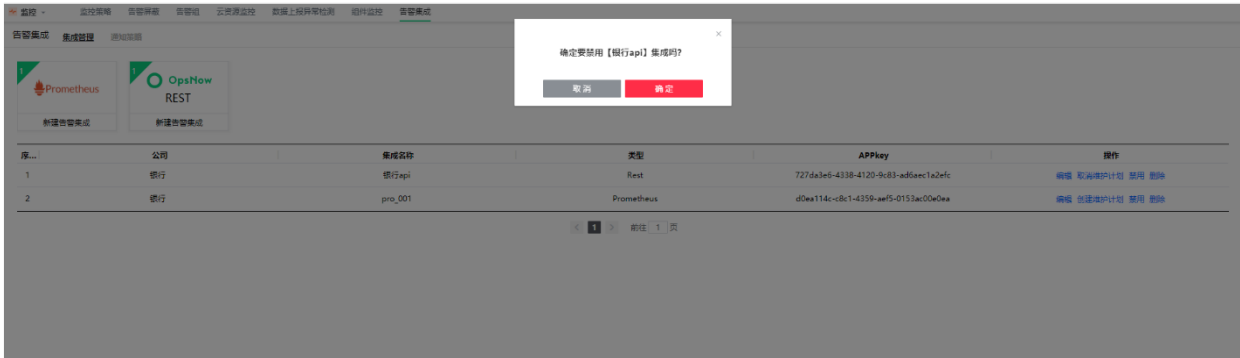 监控 监控策略 告警屏蔽 告警组 云资源监控 数据上报异常检测 组件监控 告警集成
告警集成 集成管理 通知策略
×
确定要禁用【银行api】集成吗?
取消 确定
1 Prometheus
新建告警集成
1 OpsNow
REST
新建告警集成
序... 公司 集成名称 类型 APPkey 操作
1 银行 银行api Rest 727da3e6-4338-4120-9c83-ad6aec1a2efc 编辑 取消维护计划 禁用 删除
2 银行 pro_001 Prometheus d0ea114c-c8c1-4359-aef5-0153ac00e0ea 编辑 创建维护计划 禁用 删除
< 1 > 前往 1 页